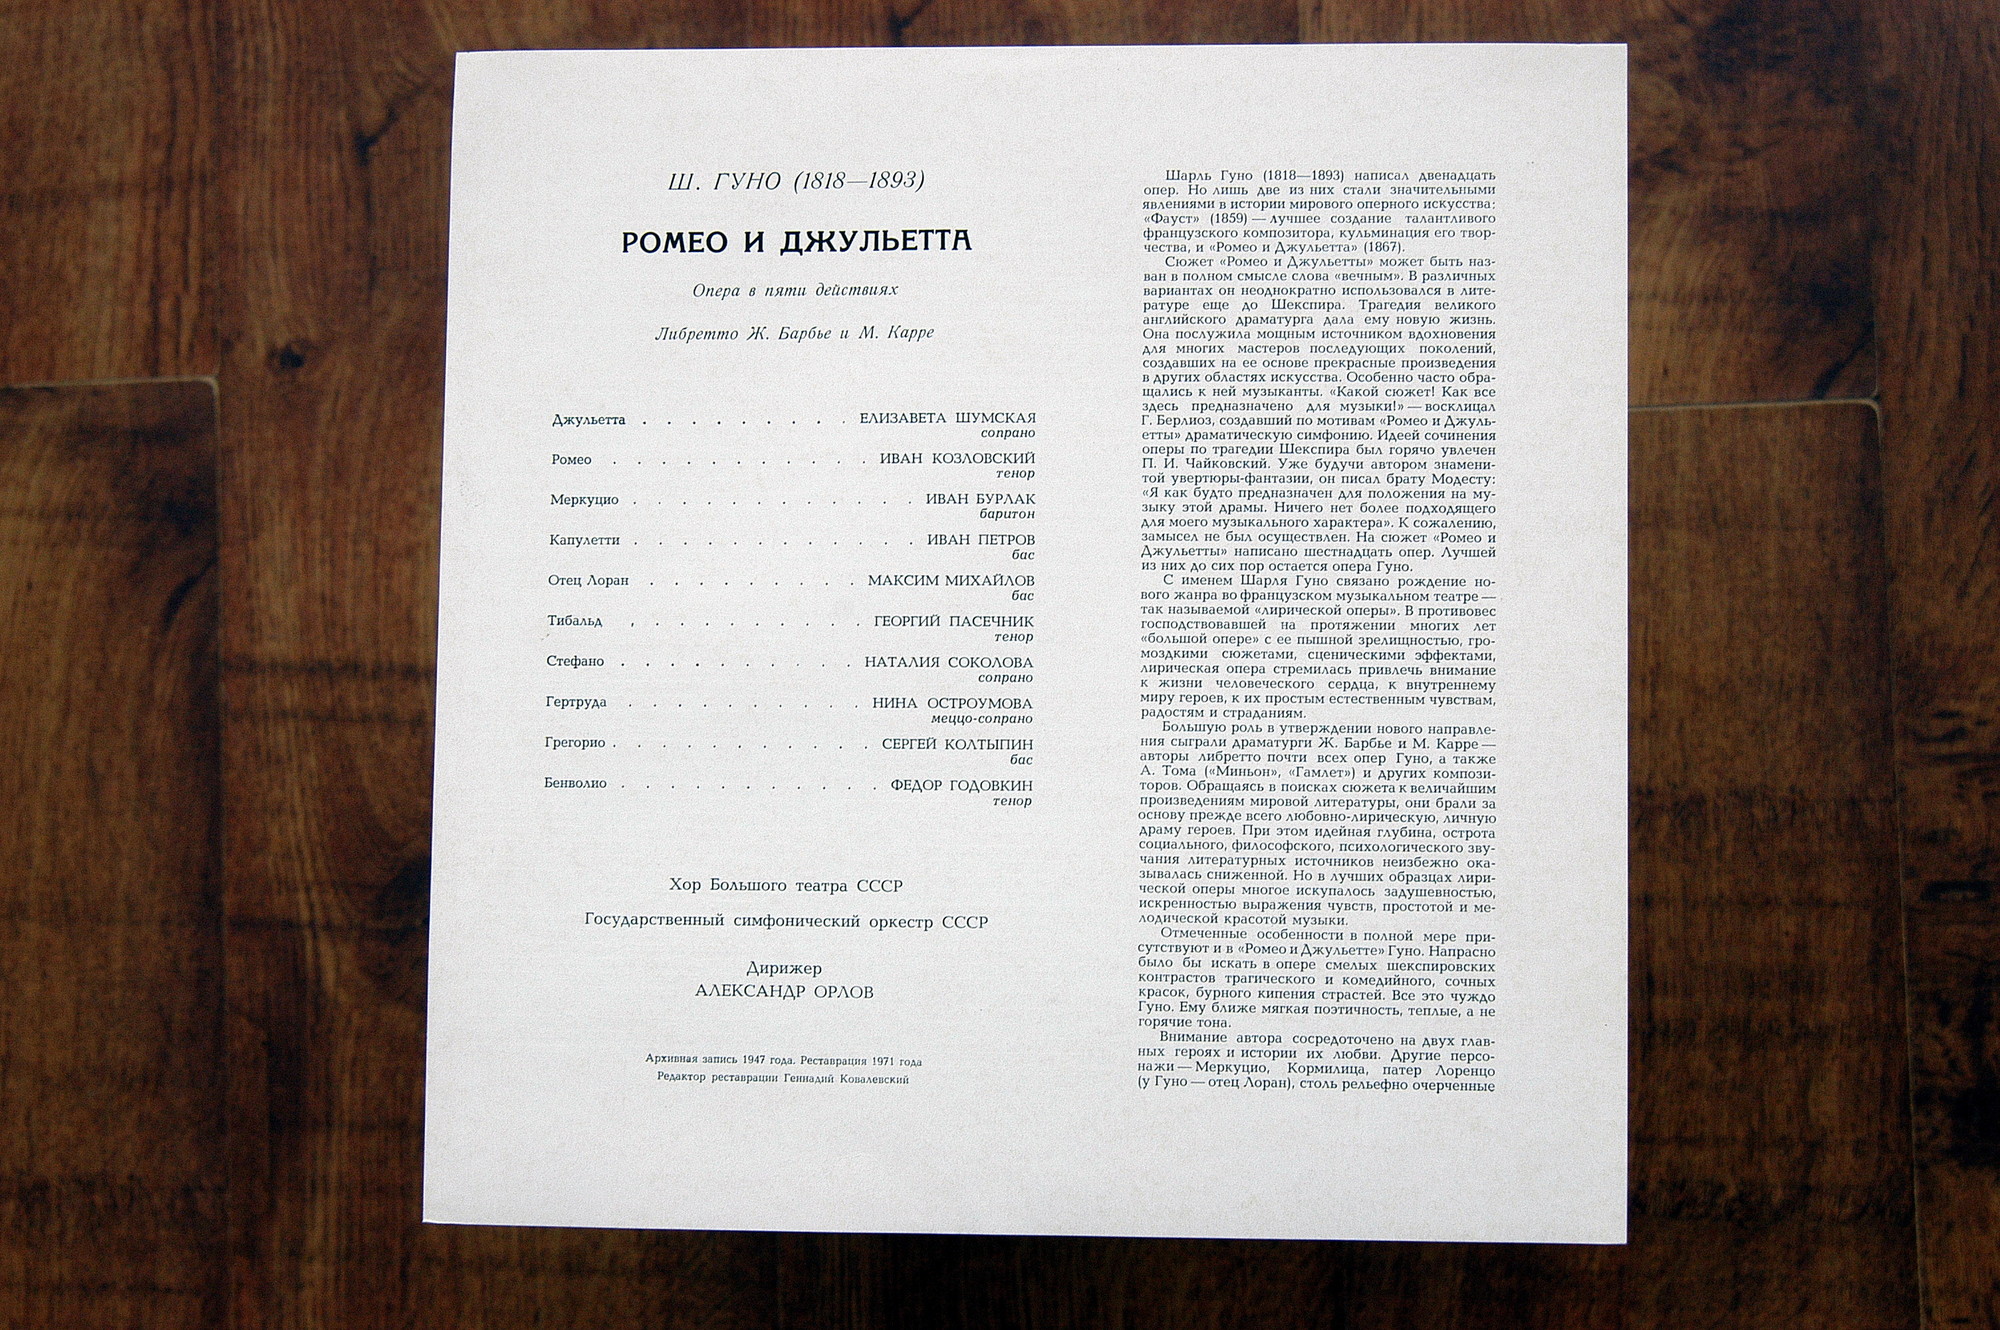 Ш. ГУНО (1818—1893)
РОМЕО И ДЖУЛЬЕТТА
Опера в пяти действиях
Либретто Ж. Барбье и М. Карре
Джульетта . . . . . . . . . ЕЛИЗАВЕТА ШУМСКАЯ
сопрано
Ромео . . . . . . . . . . . . ИВАН КОЗЛОВСКИЙ
тенор
Меркуцио . . . . . . . . . . . . ИВАН БУРЛАК
баритон
Капулетти . . . . . . . . . . . . ИВАН ПЕТРОВ
бас
Отец Лоран . . . . . . . . . МАКСИМ МИХАЙЛОВ
бас
Тибальд . . . . . . . . . . ГЕОРГИЙ ПАСЕЧНИК
тенор
Стефано . . . . . . . . . . НАТАЛИЯ СОКОЛОВА
сопрано
Гертруда . . . . . . . . . . НИНА ОСТРОУМОВА
меццо-сопрано
Грегорио . . . . . . . . . . . СЕРГЕЙ КОЛТЫПИН
бас
Бенволио . . . . . . . . . . . ФЕДОР ГОДОВКИН
тенор
Хор Большого театра СССР
Государственный симфонический оркестр СССР
Дирижер
АЛЕКСАНДР ОРЛОВ
Архивная запись 1947 года. Реставрация 1971 года
Редактор реставрации Геннадий Ковалевский
Шарль Гуно (1818—1893) написал двенадцать
опер. Но лишь две из них стали значительными
явлениями в истории мирового оперного искусства:
«Фауст» (1859) — лучшее создание талантливого
французского композитора, кульминация его твор-
чества, и «Ромео и Джульетта» (1867).
Сюжет «Ромео и Джульетты» может быть наз-
ван в полном смысле слова «вечным». В различных
вариантах он неоднократно использовался в лите-
ратуре еще до Шекспира. Трагедия великого
английского драматурга дала ему новую жизнь.
Она послужила мощным источником вдохновения
для многих мастеров последующих поколений,
создавших на ее основе прекрасные произведения
в других областях искусства. Особенно часто обра-
щались к ней музыканты. «Какой сюжет! Как все
здесь предназначено для музыки!» — восклицал
Г. Берлиоз, создавший по мотивам «Ромео и Джуль-
етты» драматическую симфонию. Идеей сочинения
оперы по трагедии Шекспира был горячо увлечен
П. И. Чайковский. Уже будучи автором знамени-
той увертюры-фантазии, он писал брату Модесту:
«Я как будто предназначен для положения на му-
зыку этой драмы. Ничего нет более подходящего
для моего музыкального характера». К сожалению,
замысел не был осуществлен. На сюжет «Ромео и
Джульетты» написано шестнадцать опер. Лучшей
из них до сих пор остается опера Гуно.
С именем Шарля Гуно связано рождение но-
вого жанра во французском музыкальном театре —
так называемой «лирической оперы». В противовес
господствовавшей на протяжении многих лет
«большой опере» с ее пышной зрелищностью, гро-
моздкими сюжетами, сценическими эффектами,
лирическая опера стремилась привлечь внимание
к жизни человеческого сердца, к внутреннему
миру героев, к их простым естественным чувствам,
радостям и страданиям.
Большую роль в утверждении нового направле-
ния сыграли драматурги Ж. Барбье и М. Карре —
авторы либретто почти всех опер Гуно, а также
А. Тома («Миньон», «Гамлет») и других компози-
торов. Обращаясь в поисках сюжета к величайшим
произведениям мировой литературы, они брали за
основу прежде всего любовно-лирическую, личную
драму героев. При этом идейная глубина, острота
социального, философского, психологического зву-
чания литературных источников неизбежно ока-
зывалась сниженной. Но в лучших образцах лири-
ческой оперы многое искупалось задушевностью,
искренностью выражения чувств, простотой и ме-
лодической красотой музыки.
Отмеченные особенности в полной мере при-
сутствуют и в «Ромео и Джульетте» Гуно. Напрасно
было бы искать в опере смелых шекспировских
контрастов трагического и комедийного, сочных
красок, бурного кипения страстей. Все это чуждо
Гуно. Ему ближе мягкая поэтичность, теплые, а не
горячие тона.
Внимание автора сосредоточено на двух глав-
ных героях и истории их любви. Другие персо-
нажи — Меркуцио, Кормилица, патер Лоренцо
(у Гуно — отец Лоран), столь рельефно очерченные